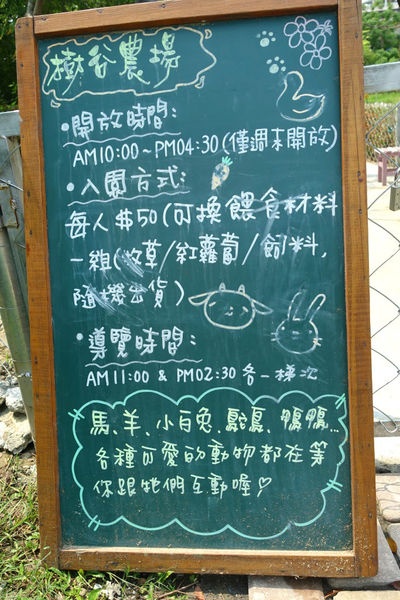 樹谷農場
•開放時間:
AM10:00~PM04:30(僅週末開放)
•入園方式:
每人$50(可換餵食材料
一組(牧草/紅蘿蔔/飼料,
隨機出貨)
•導覽時間:
AM11:00 & PM02:30 各一梯次
馬、羊、小白兔、鴕鳥、鴨鴨...
各種可愛的動物都在等
你跟牠們互動喔♡